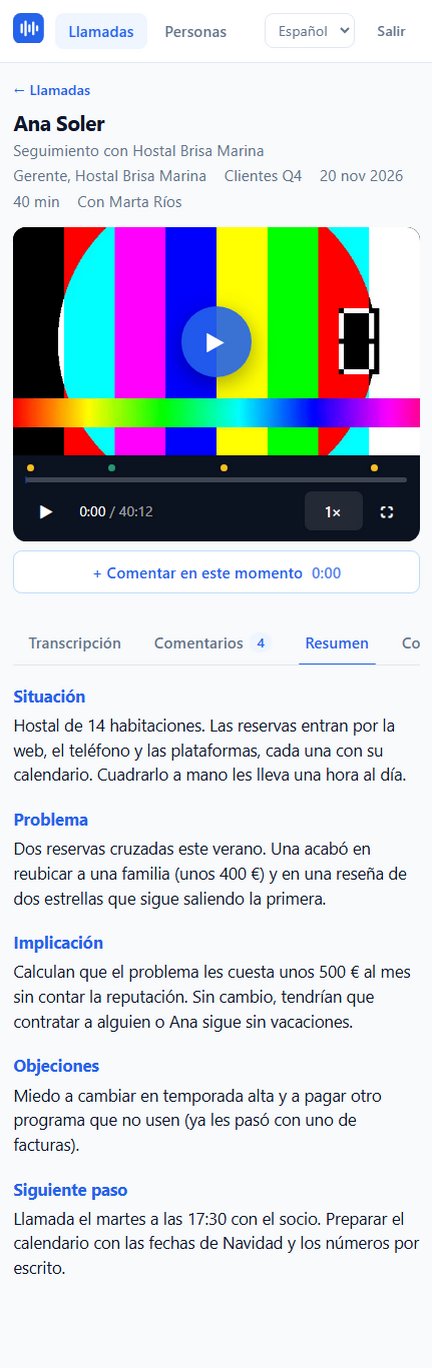 Llamadas
Personas
Español
Salir
← Llamadas
Ana Soler
Seguimiento con Hostal Brisa Marina
Gerente, Hostal Brisa Marina Clientes Q4 20 nov 2026
40 min Con Marta Ríos
0:00 / 40:12
1×
+ Comentar en este momento 0:00
Transcripción
Comentarios 4
Resumen
Co
Situación
Hostal de 14 habitaciones. Las reservas entran por la
web, el teléfono y las plataformas, cada una con su
calendario. Cuadrarlo a mano les lleva una hora al día.
Problema
Dos reservas cruzadas este verano. Una acabó en
reubicar a una familia (unos 400 €) y en una reseña de
dos estrellas que sigue saliendo la primera.
Implicación
Calculan que el problema les cuesta unos 500 € al mes
sin contar la reputación. Sin cambio, tendrían que
contratar a alguien o Ana sigue sin vacaciones.
Objeciones
Miedo a cambiar en temporada alta y a pagar otro
programa que no usen (ya les pasó con uno de
facturas).
Siguiente paso
Llamada el martes a las 17:30 con el socio. Preparar el
calendario con las fechas de Navidad y los números por
escrito.